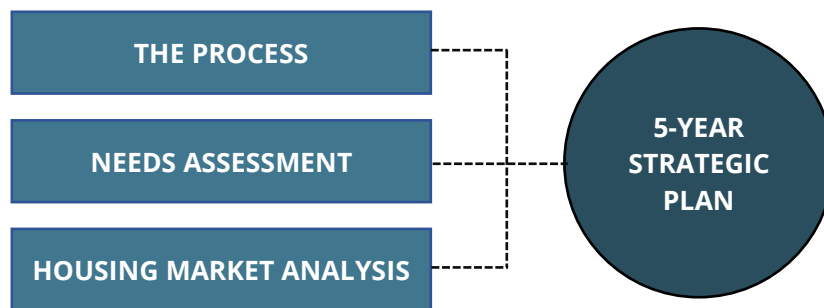 THE PROCESS
NEEDS ASSESSMENT
HOUSING MARKET ANALYSIS
5-YEAR
STRATEGIC
PLAN